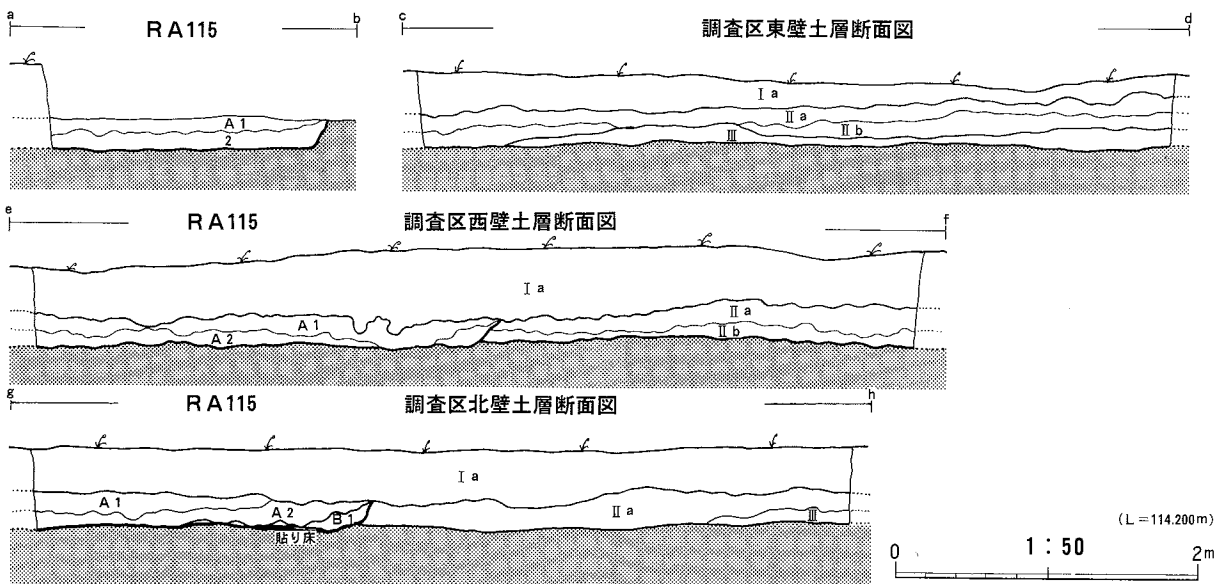 a b c d
RA115 調査区東壁土層断面図
A1
2
Ⅰa
Ⅱa
Ⅱb
Ⅲ
e f
RA115 調査区西壁土層断面図
Ⅰa
A1
Ⅱa
Ⅱb
A2
g h
RA115 調査区北壁土層断面図
Ⅰa
A1
A2
B1
Ⅱa
Ⅲ
貼り床
(L=114.200m)
0 1:50 2m